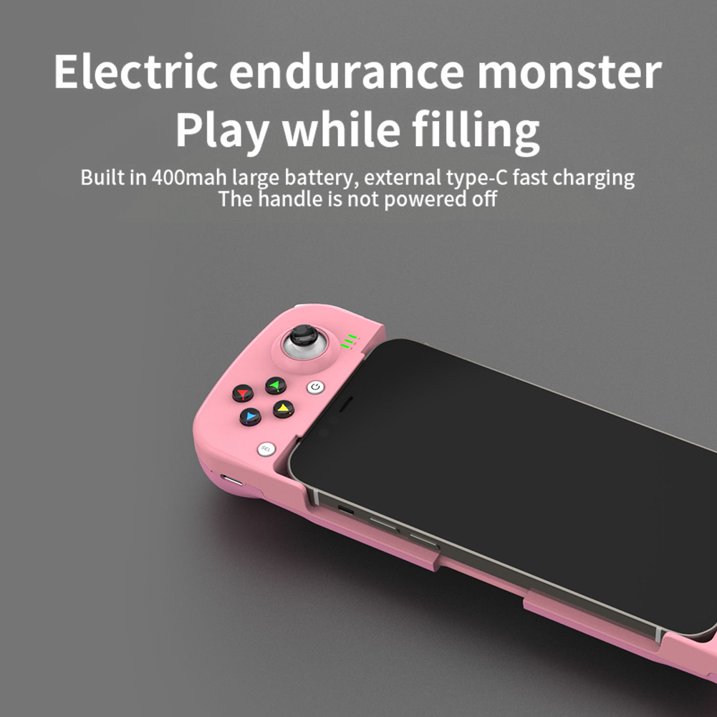 Electric endurance monster
Play while filling
Built in 400mah large battery, external type-C fast charging
The handle is not powered off